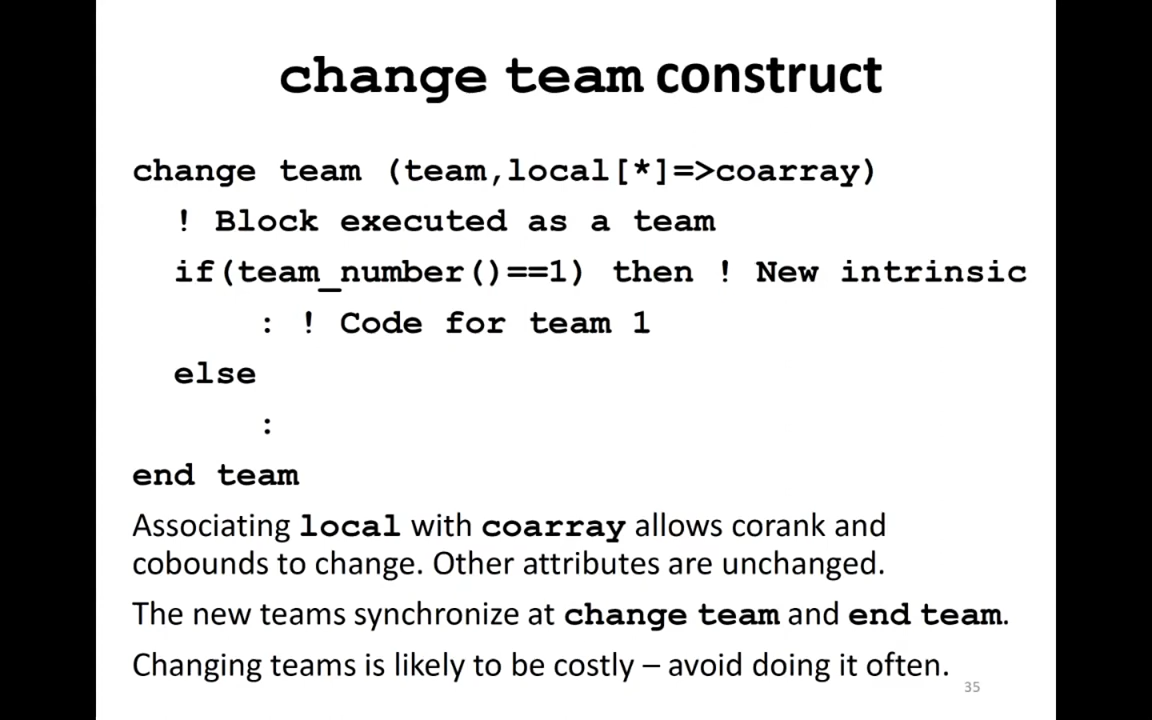 change team construct
change team (team,local[*]=>coarray)
! Block executed as a team
if(team_number()==1) then ! New intrinsic
: ! Code for team 1
else
:
end team
Associating local with coarray allows corank and
cobounds to change. Other attributes are unchanged.
The new teams synchronize at change team and end team.
Changing teams is likely to be costly – avoid doing it often.
35